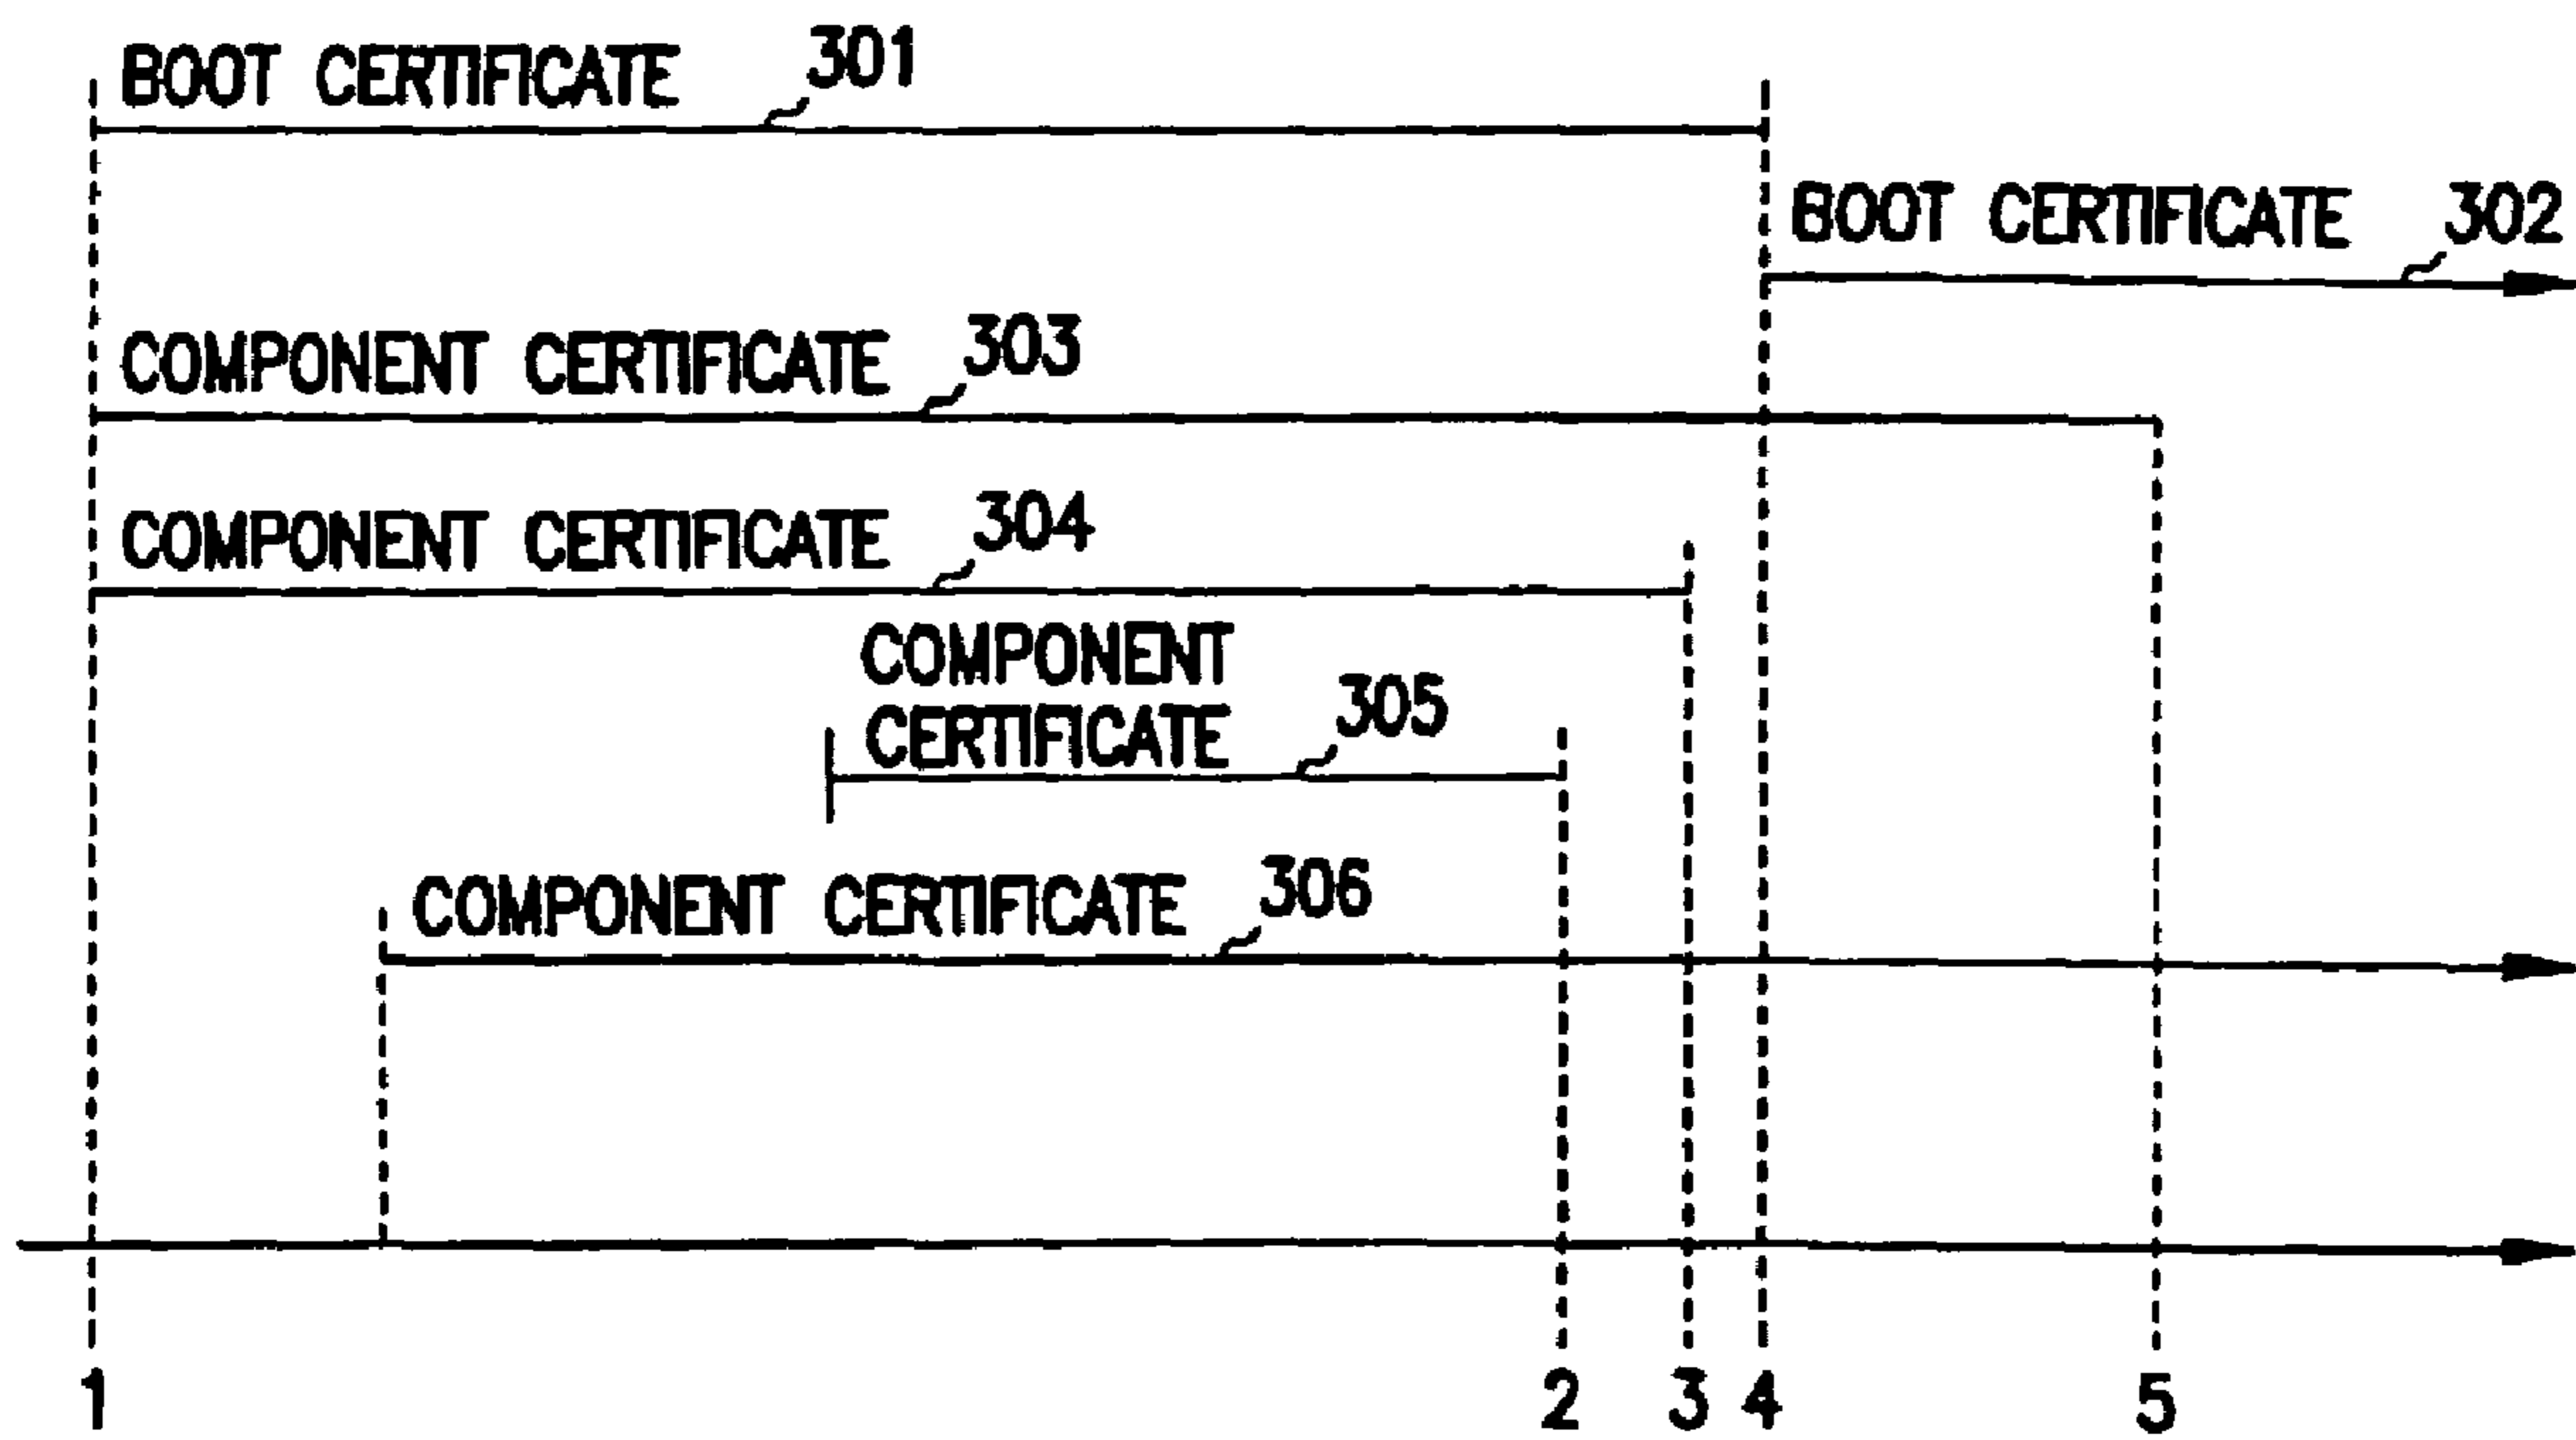 BOOT CERTIFICATE 301
BOOT CERTIFICATE 302
COMPONENT CERTIFICATE 303
COMPONENT CERTIFICATE 304
COMPONENT
CERTIFICATE 305
COMPONENT CERTIFICATE 306
1 2 3 4 5